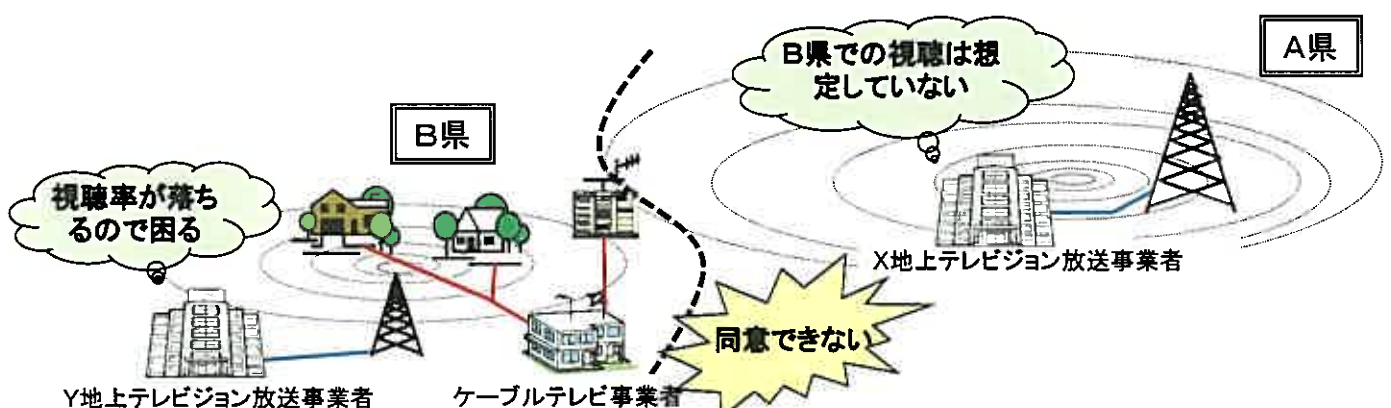 A県
B県での視聴は想
定していない
B県
視聴率が落ち
るので困る
X地上テレビジョン放送事業者
同意できない
Y地上テレビジョン放送事業者
ケーブルテレビ事業者